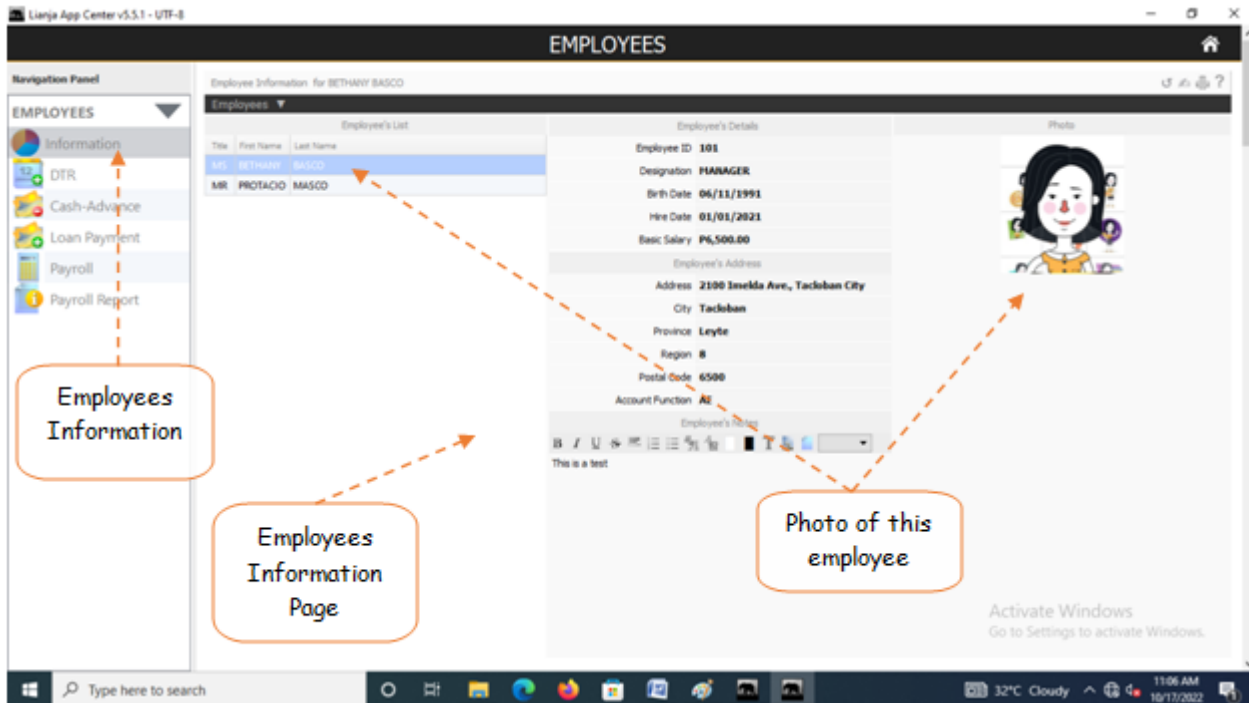 Lianja App Center v5.5.1 - UTF-8
EMPLOYEES
Navigation Panel
EMPLOYEES
Information
DTR
Cash-Advance
Loan Payment
Payroll
Payroll Report
Employee Information for BETHANY BASCO
?
Employees ▼
Employee's List
Title First Name Last Name
MS BETHANY BASCO
MR PROTACIO MASCO
Employee's Details
Employee ID 101
Designation MANAGER
Birth Date 06/11/1991
Hire Date 01/01/2021
Basic Salary P6,500.00
Employee's Address
Address 2100 Imelda Ave., Tacloban City
City Tacloban
Province Leyte
Region 8
Postal Code 6500
Account Function AE
Employee's Notes
B I U S
This is a test
Photo
Employees
Information
Employees
Information
Page
Photo of this
employee
Activate Windows
Go to Settings to activate Windows.
Type here to search
32°C Cloudy
11:06 AM
10/17/2022